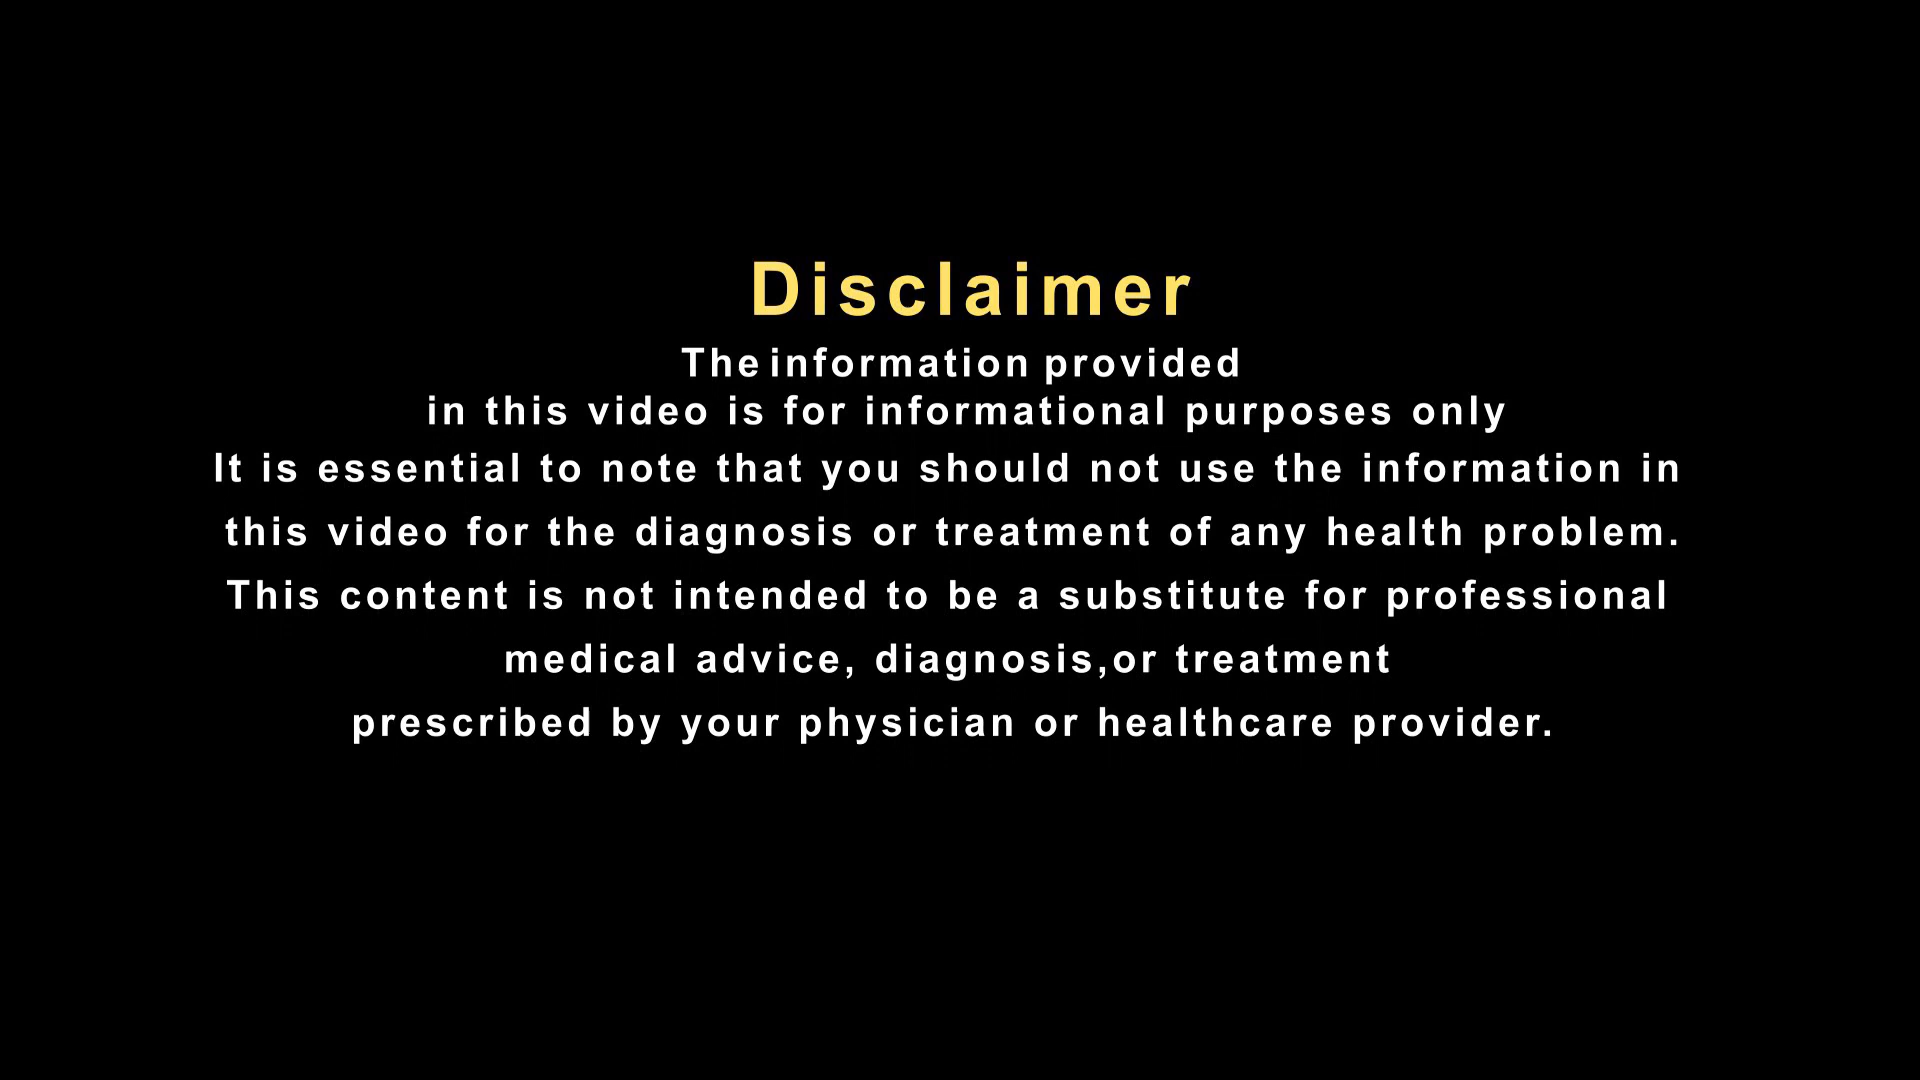 Disclaimer
The information provided
in this video is for informational purposes only
It is essential to note that you should not use the information in
this video for the diagnosis or treatment of any health problem.
This content is not intended to be a substitute for professional
medical advice, diagnosis,or treatment
prescribed by your physician or healthcare provider.